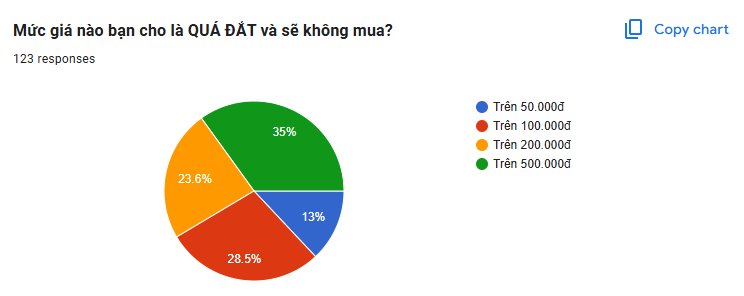 Mức giá nào bạn cho là QUÁ ĐẮT và sẽ không mua?
Copy chart
123 responses
Trên 50.000đ
Trên 100.000đ
Trên 200.000đ
Trên 500.000đ
35%
23.6%
13%
28.5%